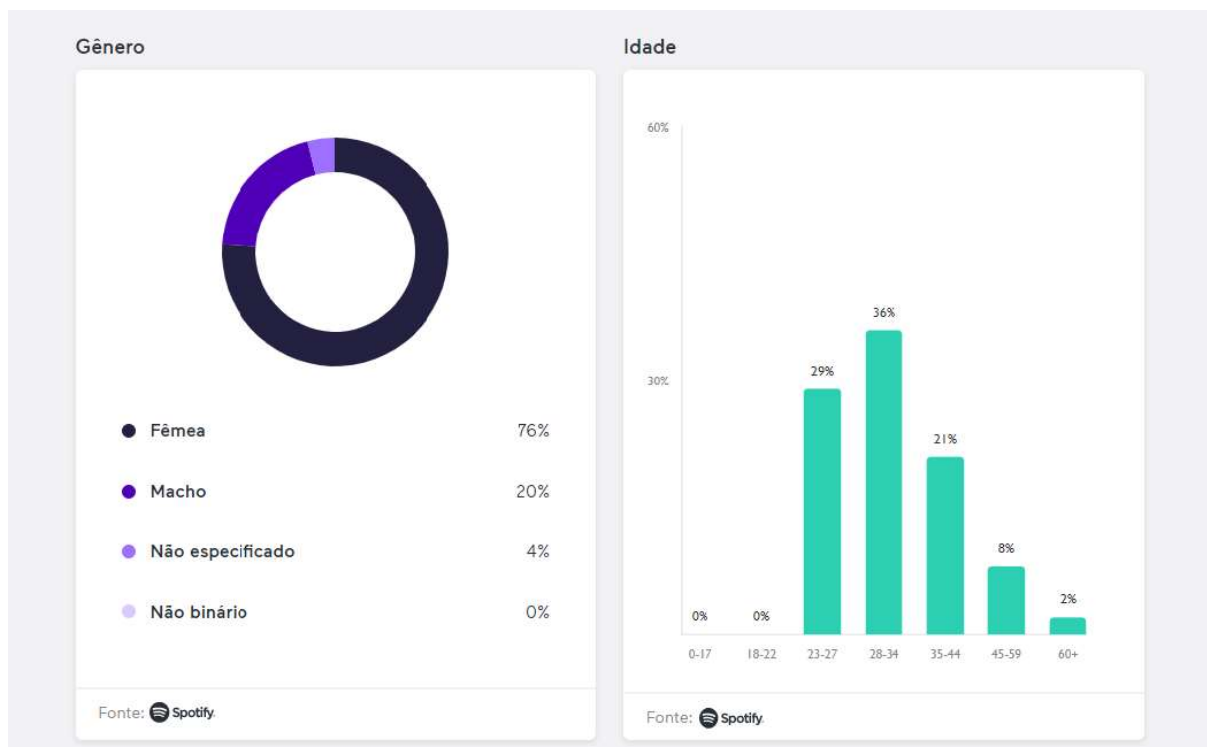 Gênero
Fêmea 76%
Macho 20%
Não especificado 4%
Não binário 0%
Fonte: Spotify
Idade
60%
30%
0%
0%
29%
36%
21%
8%
2%
0-17 18-22 23-27 28-34 35-44 45-59 60+
Fonte: Spotify